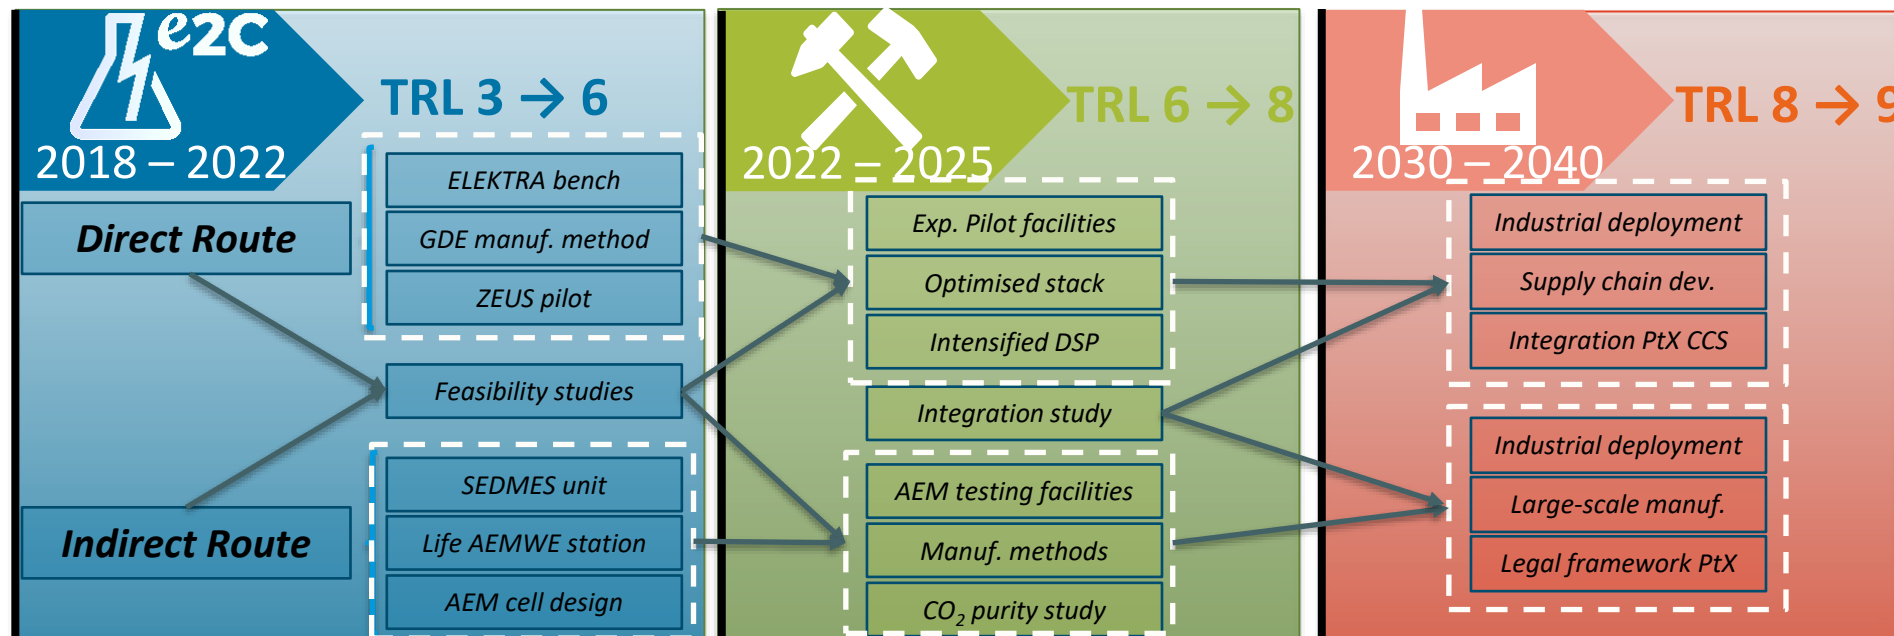 e2C
TRL 3 → 6
2018 – 2022
ELEKTRA bench
Direct Route
GDE manuf. method
ZEUS pilot
Feasibility studies
SEDMES unit
Indirect Route
Life AEMWE station
AEM cell design
TRL 6 → 8
2022 – 2025
Exp. Pilot facilities
Optimised stack
Intensified DSP
Integration study
AEM testing facilities
Manuf. methods
CO₂ purity study
TRL 8 → 9
2030 – 2040
Industrial deployment
Supply chain dev.
Integration PtX CCS
Industrial deployment
Large-scale manuf.
Legal framework PtX